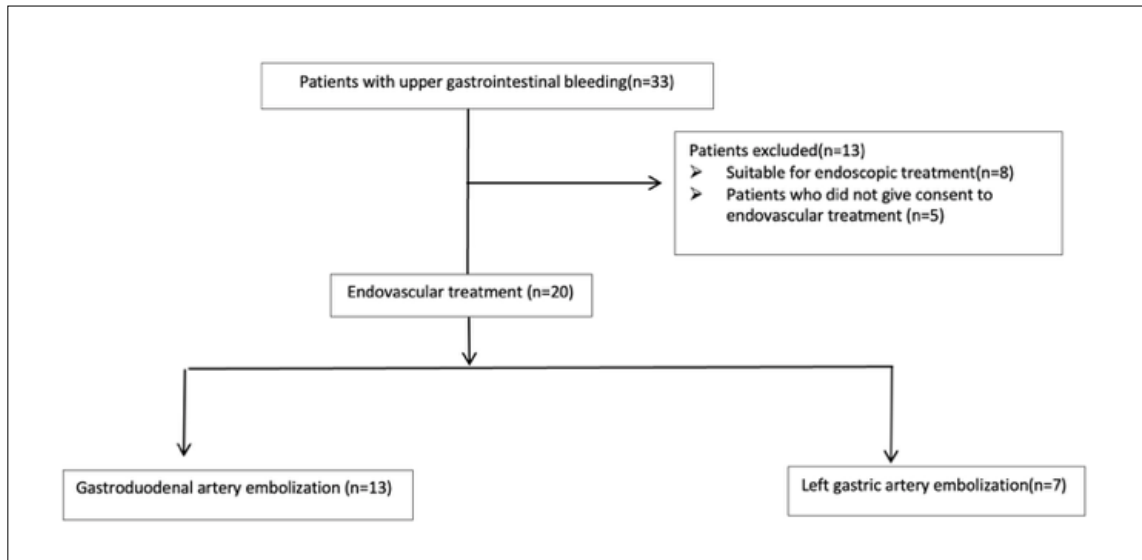 Patients with upper gastrointestinal bleeding(n=33)
Patients excluded(n=13)
➢ Suitable for endoscopic treatment(n=8)
➢ Patients who did not give consent to
endovascular treatment (n=5)
Endovascular treatment (n=20)
Gastroduodenal artery embolization (n=13)
Left gastric artery embolization(n=7)